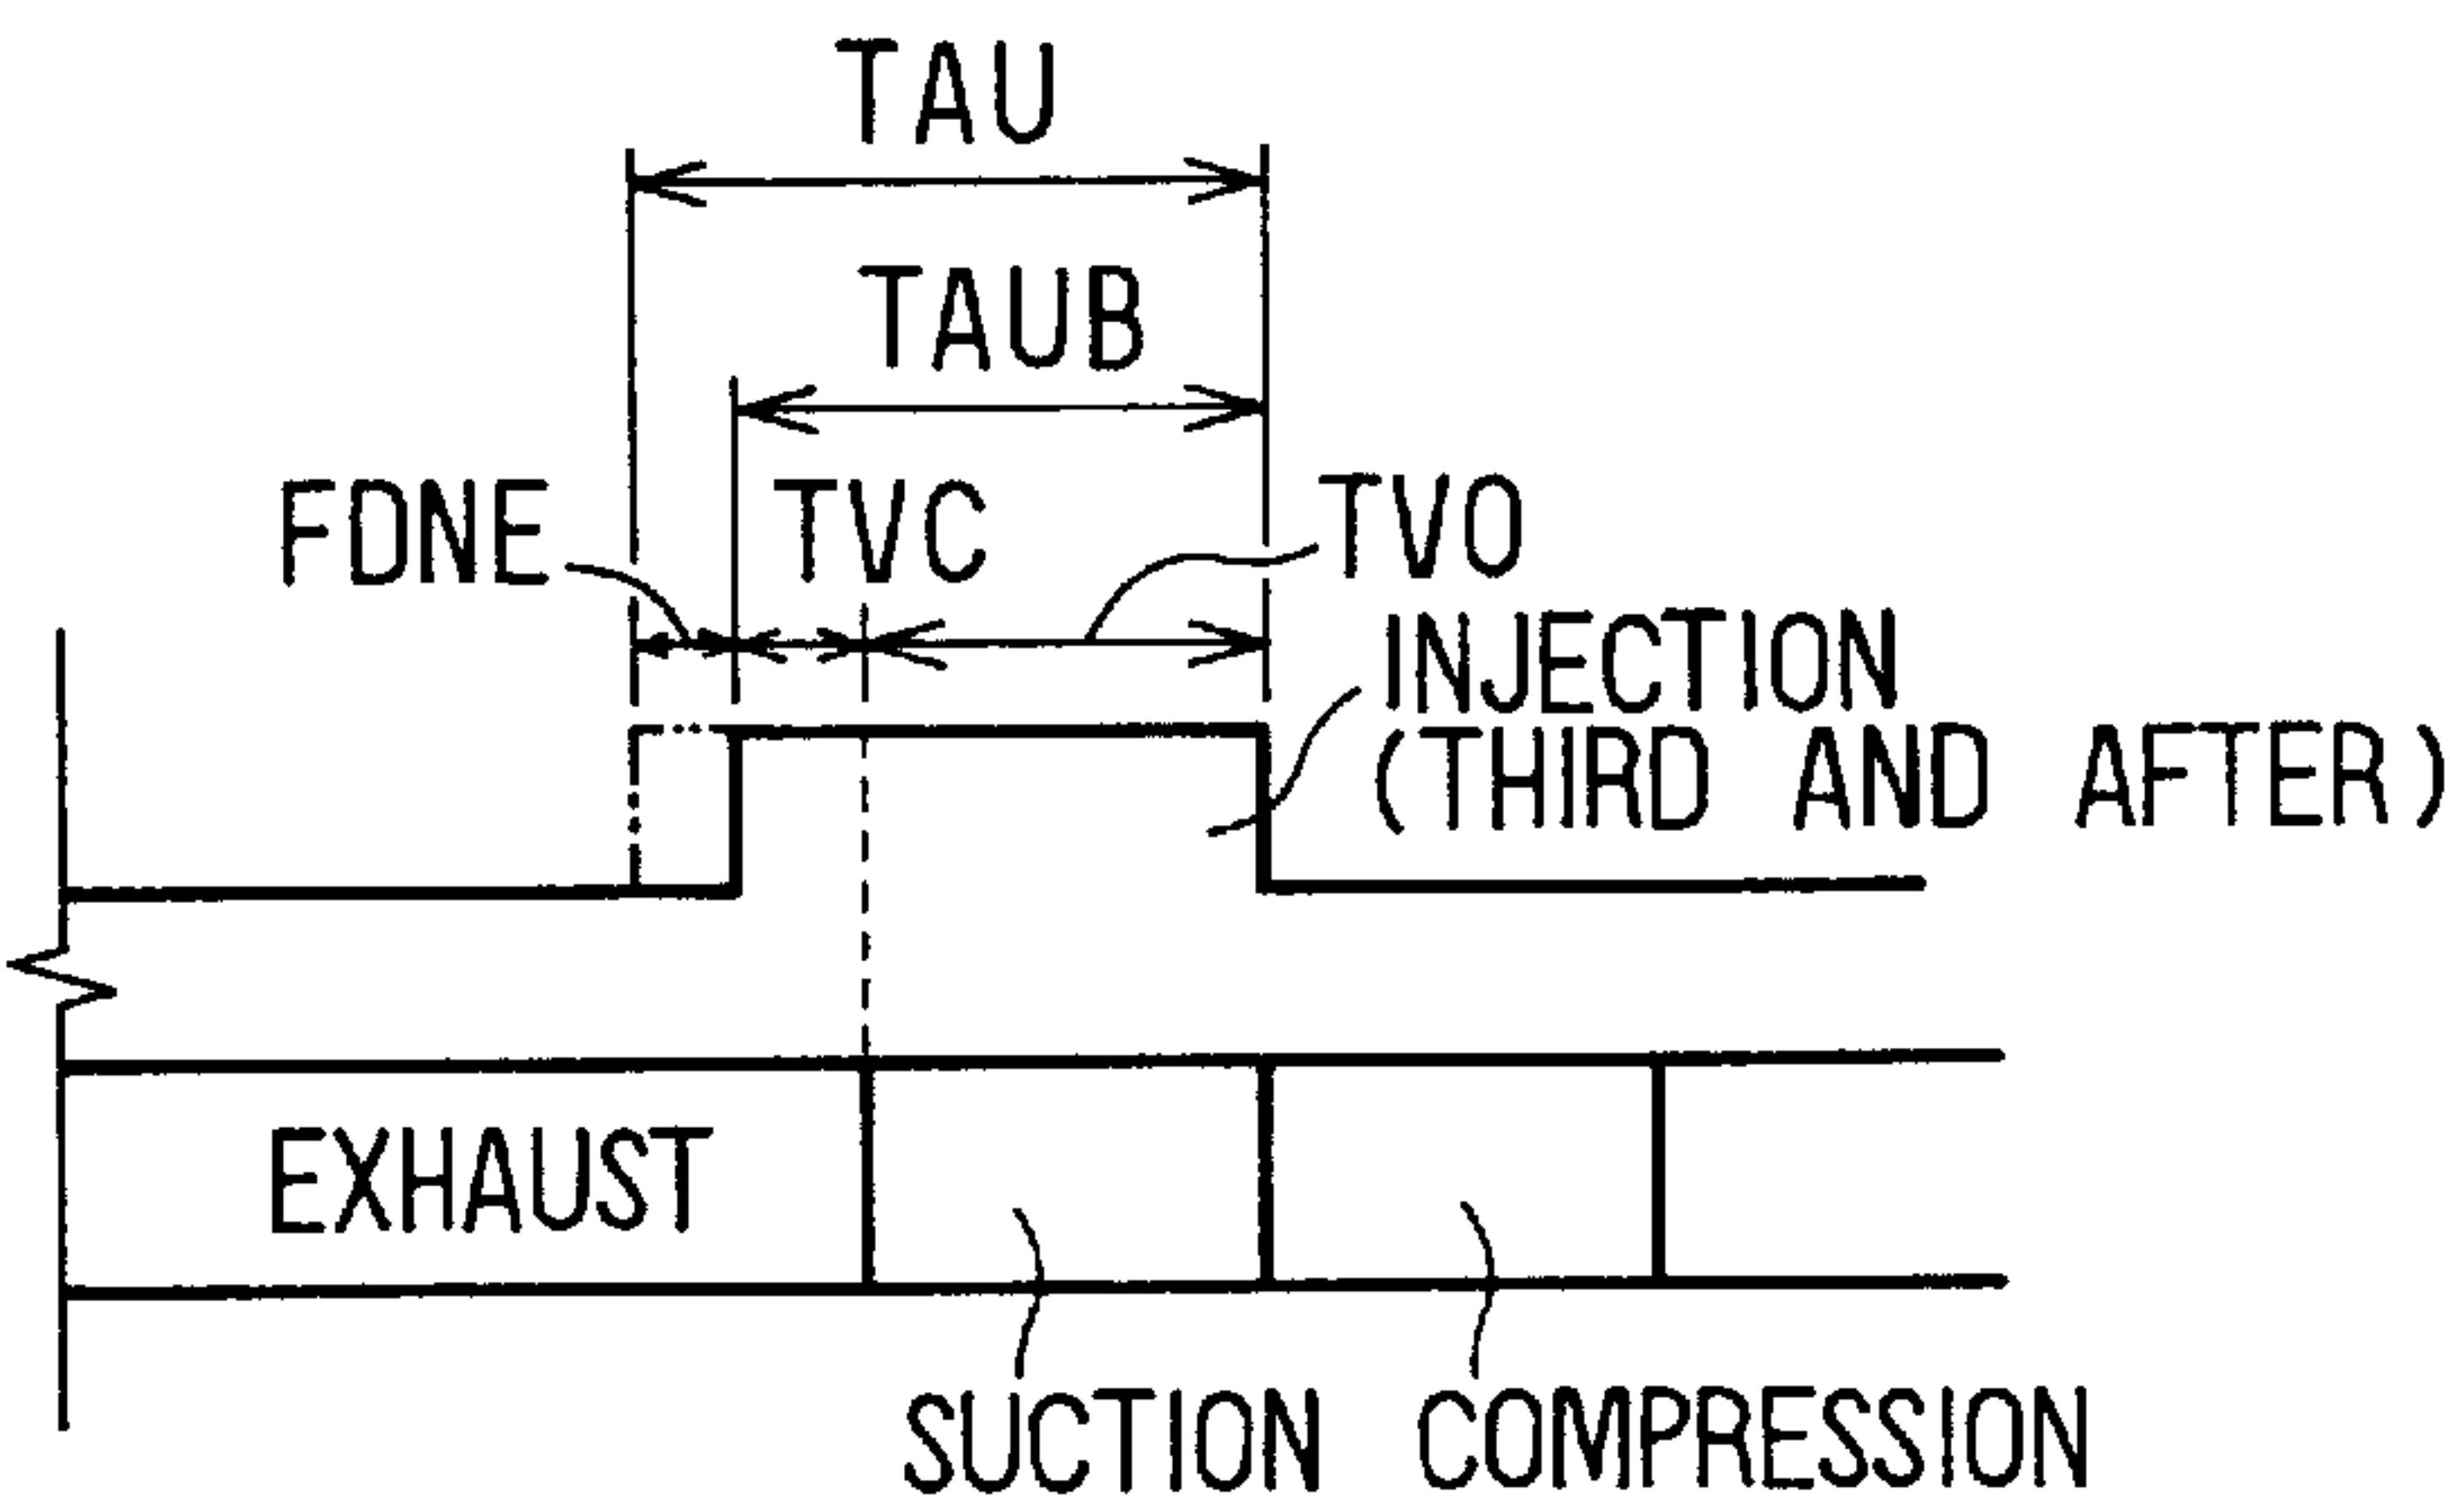 TAU
TAUB
FDNE
TVC
TVO
INJECTION
(THIRD AND AFTER)
EXHAUST
SUCTION
COMPRESSION